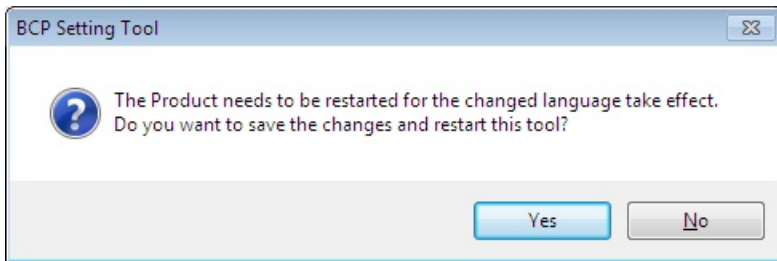 BCP Setting Tool
The Product needs to be restarted for the changed language take effect.
Do you want to save the changes and restart this tool?
Yes
No